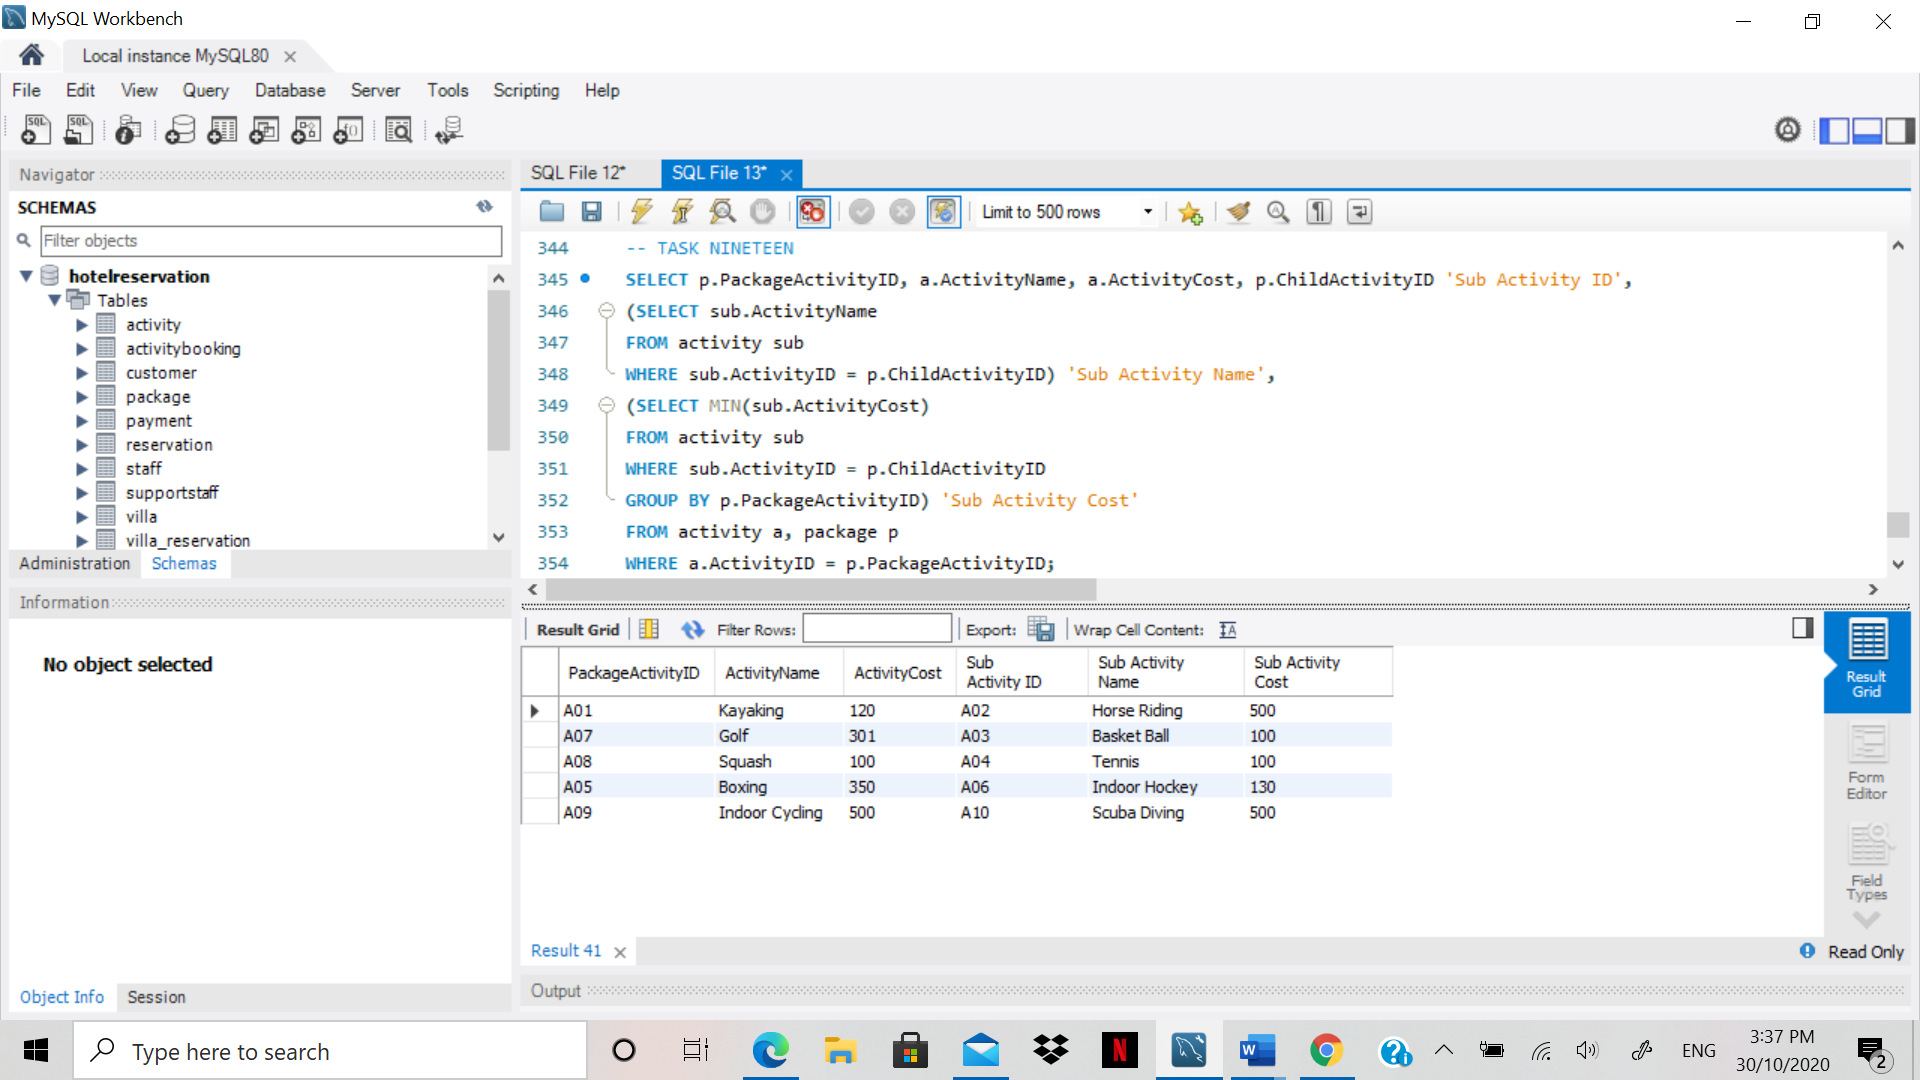 MySQL Workbench
Local instance MySQL80
File Edit View Query Database Server Tools Scripting Help
Navigator
SCHEMAS
Filter objects
hotelreservation
Tables
activity
activitybooking
customer
package
payment
reservation
staff
supportstaff
villa
villa_reservation
Administration Schemas
Information
No object selected
Object Info Session
SQL File 12* SQL File 13*
Limit to 500 rows
344 -- TASK NINETEEN
345 SELECT p.PackageActivityID, a.ActivityName, a.ActivityCost, p.ChildActivityID 'Sub Activity ID',
346 (SELECT sub.ActivityName
347 FROM activity sub
348 WHERE sub.ActivityID = p.ChildActivityID) 'Sub Activity Name',
349 (SELECT MIN(sub.ActivityCost)
350 FROM activity sub
351 WHERE sub.ActivityID = p.ChildActivityID
352 GROUP BY p.PackageActivityID) 'Sub Activity Cost'
353 FROM activity a, package p
354 WHERE a.ActivityID = p.PackageActivityID;
Result Grid Filter Rows: Export: Wrap Cell Content: IA
PackageActivityID ActivityName ActivityCost Sub Activity ID Sub Activity Name Sub Activity Cost
A01 Kayaking 120 A02 Horse Riding 500
A07 Golf 301 A03 Basket Ball 100
A08 Squash 100 A04 Tennis 100
A05 Boxing 350 A06 Indoor Hockey 130
A09 Indoor Cycling 500 A10 Scuba Diving 500
Result
Grid
Form
Editor
Field
Types
Result 41
Read Only
Output
Type here to search
ENG
3:37 PM
30/10/2020
2